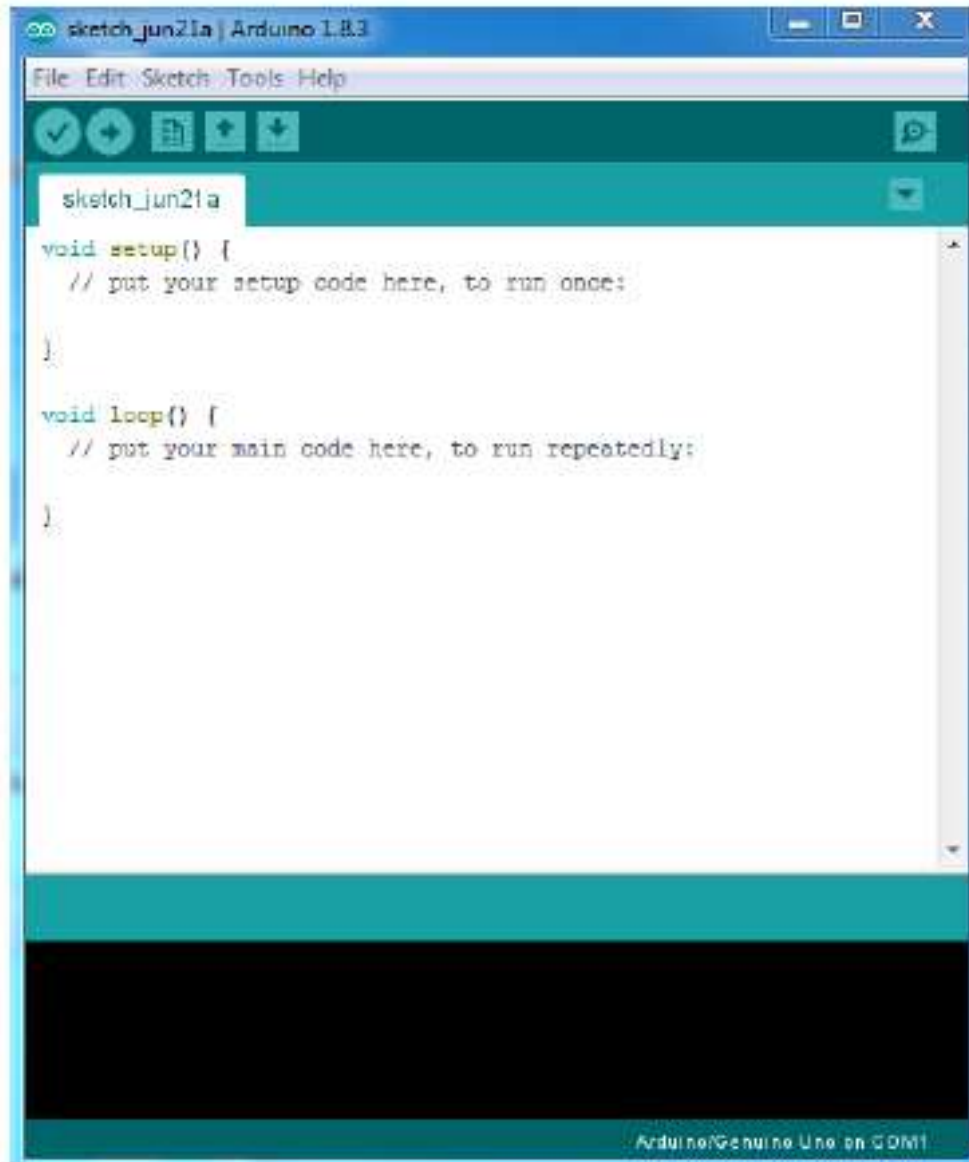 sketch_jun21a | Arduino 1.8.3
File Edit Sketch Tools Help
sketch_jun21a
void setup() {
  // put your setup code here, to run once:
}
void loop() {
  // put your main code here, to run repeatedly:
}
Arduino/Genuino Uno on COM1